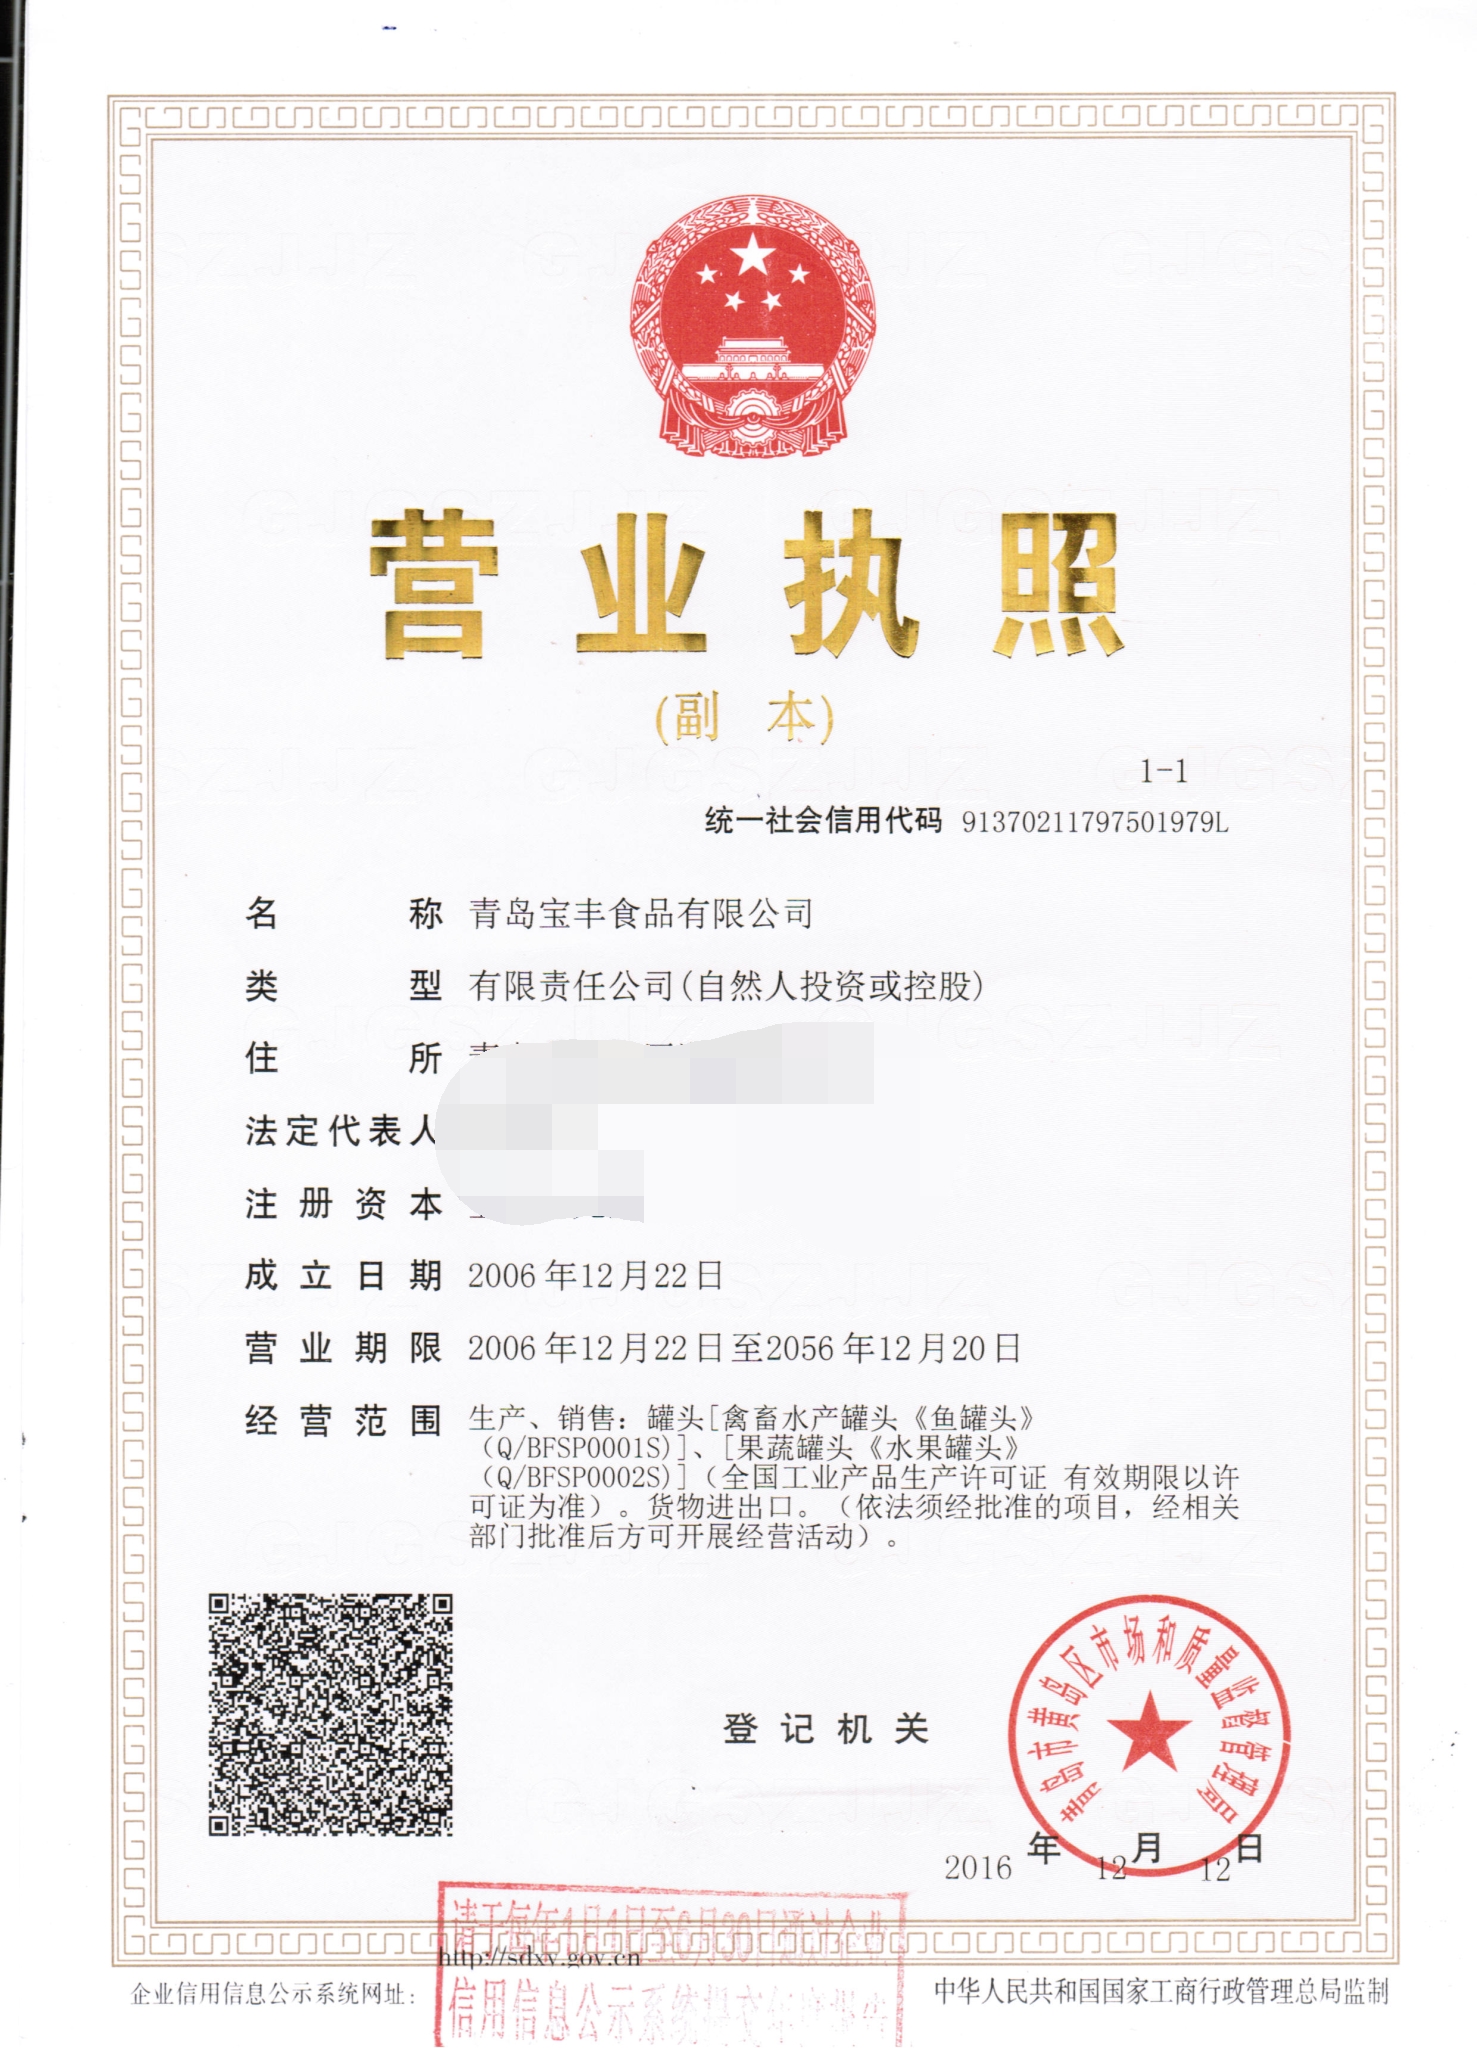 营业执照
(副 本)
1-1
统一社会信用代码 91370211797501979L
名 称 青岛宝丰食品有限公司
类 型 有限责任公司(自然人投资或控股)
住 所
法定代表人
注册资本
成立日期 2006年12月22日
营业期限 2006年12月22日至2056年12月20日
经营范围 生产、销售：罐头[禽畜水产罐头《鱼罐头》
（Q/BFSP0001S)]、[果蔬罐头《水果罐头》
（Q/BFSP0002S)]（全国工业产品生产许可证 有效期限以许
可证为准）。货物进出口。（依法须经批准的项目，经相关
部门批准后方可开展经营活动）。
登记机关
青岛市黄岛区市场和质量监督管理局
2016年12月12日
请于每年1月1日至6月30日通过企业
http://sdxy.gov.cn
信用信息公示系统提交年度报告
企业信用信息公示系统网址：
中华人民共和国国家工商行政管理总局监制